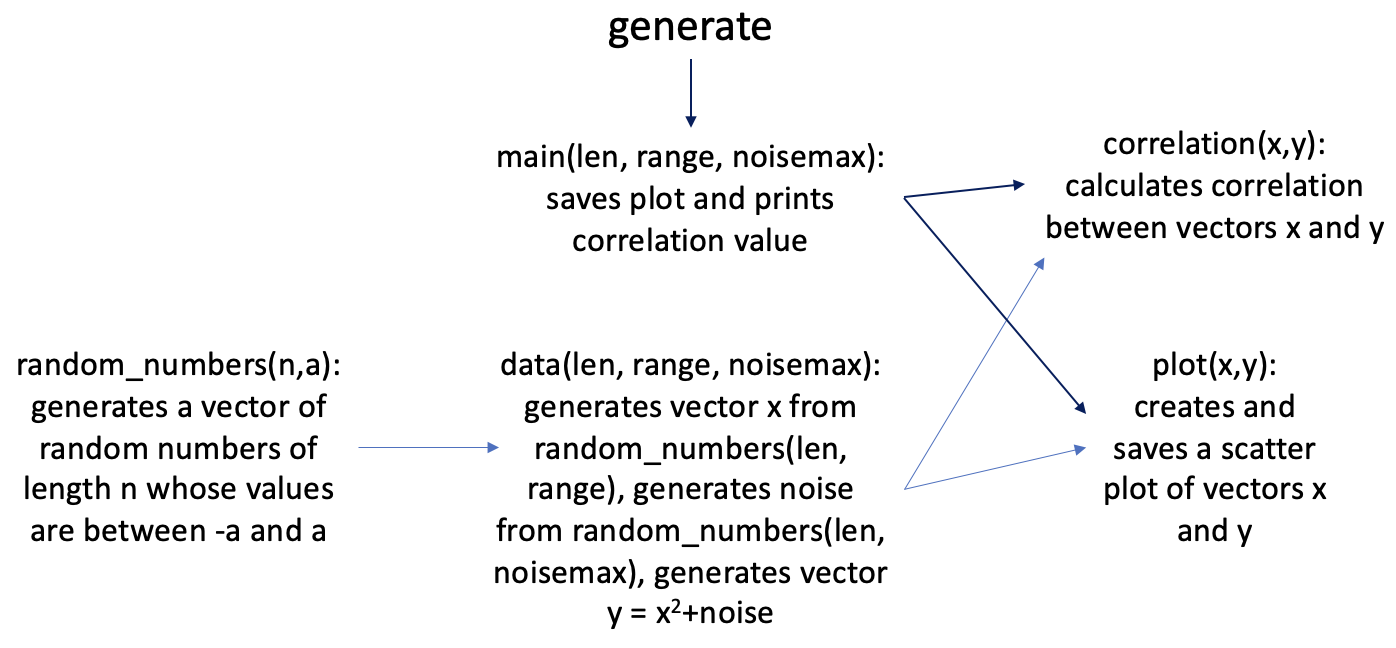 generate
main(len, range, noisemax):
saves plot and prints
correlation value
correlation(x,y):
calculates correlation
between vectors x and y
random_numbers(n,a):
generates a vector of
random numbers of
length n whose values
are between -a and a
data(len, range, noisemax):
generates vector x from
random_numbers(len,
range), generates noise
from random_numbers(len,
noisemax), generates vector
y = x²+noise
plot(x,y):
creates and
saves a scatter
plot of vectors x
and y